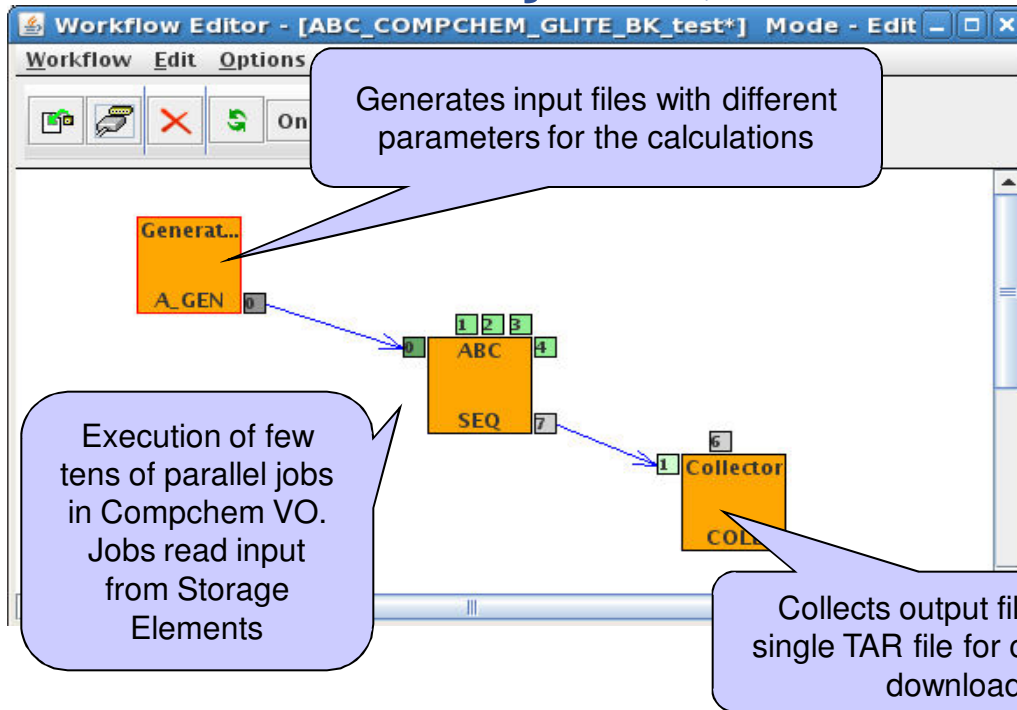 Workflow Editor - [ABC_COMPCHEM_GLITE_BK_test*] Mode - Edit
Workflow Edit Options
On
Generates input files with different
parameters for the calculations
Generat...
A_GEN 0
1 2 3
0 ABC 4
SEQ 7
6
1 Collector
Execution of few
tens of parallel jobs
in Compchem VO.
Jobs read input
from Storage
Elements
Collects output
single TAR file for
download